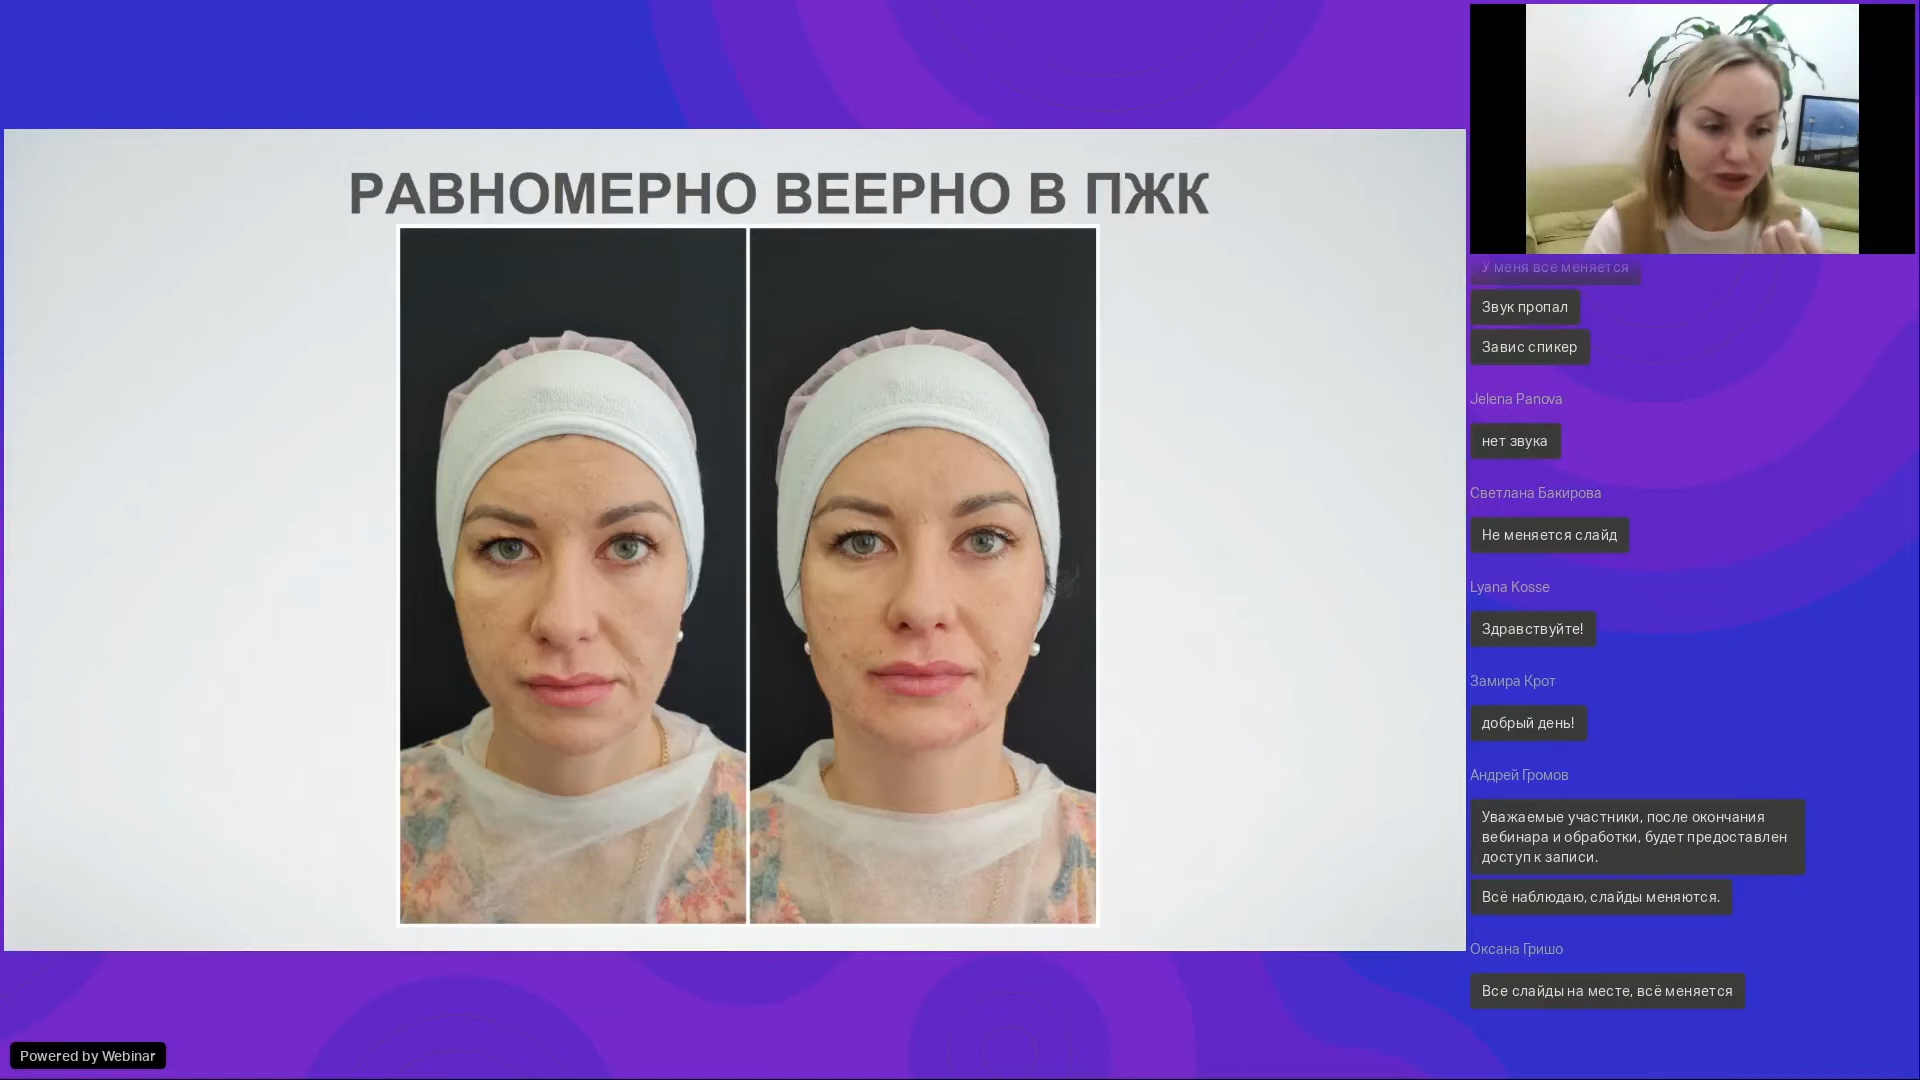 РАВНОМЕРНО ВЕЕРНО В ПЖК
У меня все меняется
Звук пропал
Завис спикер
Jelena Panova
нет звука
Светлана Бакирова
Не меняется слайд
Lyana Kosse
Здравствуйте!
Замира Крот
добрый день!
Андрей Громов
Уважаемые участники, после окончания
вебинара и обработки, будет предоставлен
доступ к записи.
Всё наблюдаю, слайды меняются.
Оксана Гришо
Все слайды на месте, всё меняется
Powered by Webinar